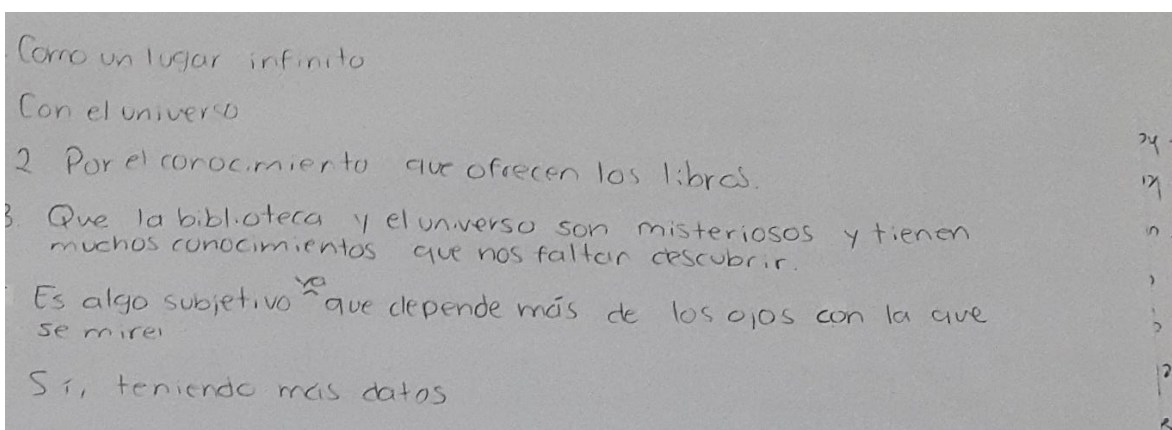 Como un lugar infinito
Con el universo
2 Por el conocimiento que ofrecen los libros.
3. Que la biblioteca y el universo son misteriosos y tienen
muchos conocimientos que nos faltan descubrir.
Es algo subjetivo ya que depende más de los ojos con la que
se mire.
Si, teniendo mas datos